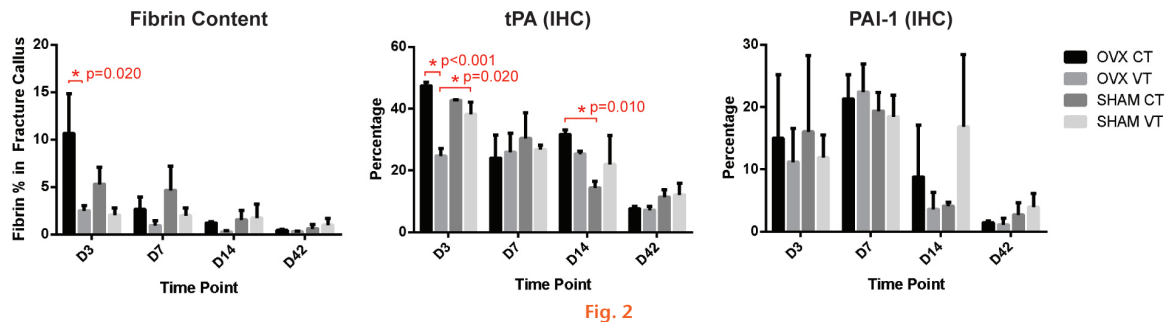 Fibrin Content
Fibrin % in Fracture Callus
20
15
10
5
0
* p=0.020
D3
D7
D14
D42
Time Point
tPA (IHC)
Percentage
60
40
20
0
* p<0.001
* p=0.020
* p=0.010
D3
D7
D14
D42
Time Point
PAI-1 (IHC)
Percentage
30
20
10
0
D3
D7
D14
D42
Time Point
OVX CT
OVX VT
SHAM CT
SHAM VT
Fig. 2